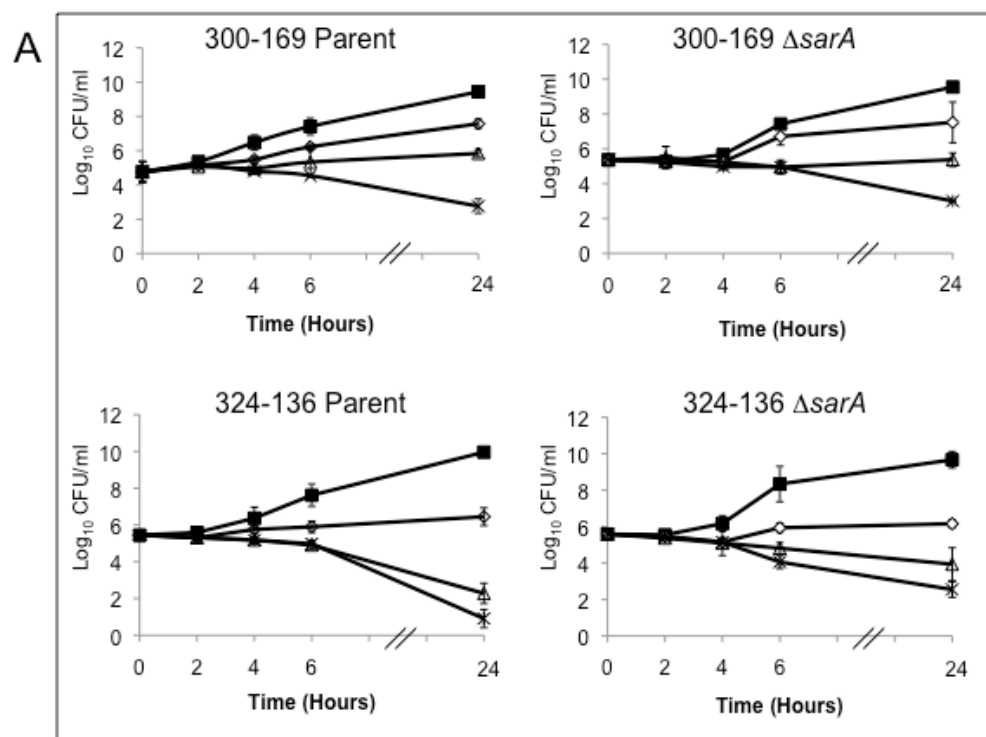 A
300-169 Parent
Log10 CFU/ml
12
10
8
6
4
2
0
0 2 4 6 24
Time (Hours)
300-169 ΔsarA
Log10 CFU/ml
12
10
8
6
4
2
0
0 2 4 6 24
Time (Hours)
324-136 Parent
Log10 CFU/ml
12
10
8
6
4
2
0
0 2 4 6 24
Time (Hours)
324-136 ΔsarA
Log10 CFU/ml
12
10
8
6
4
2
0
0 2 4 6 24
Time (Hours)